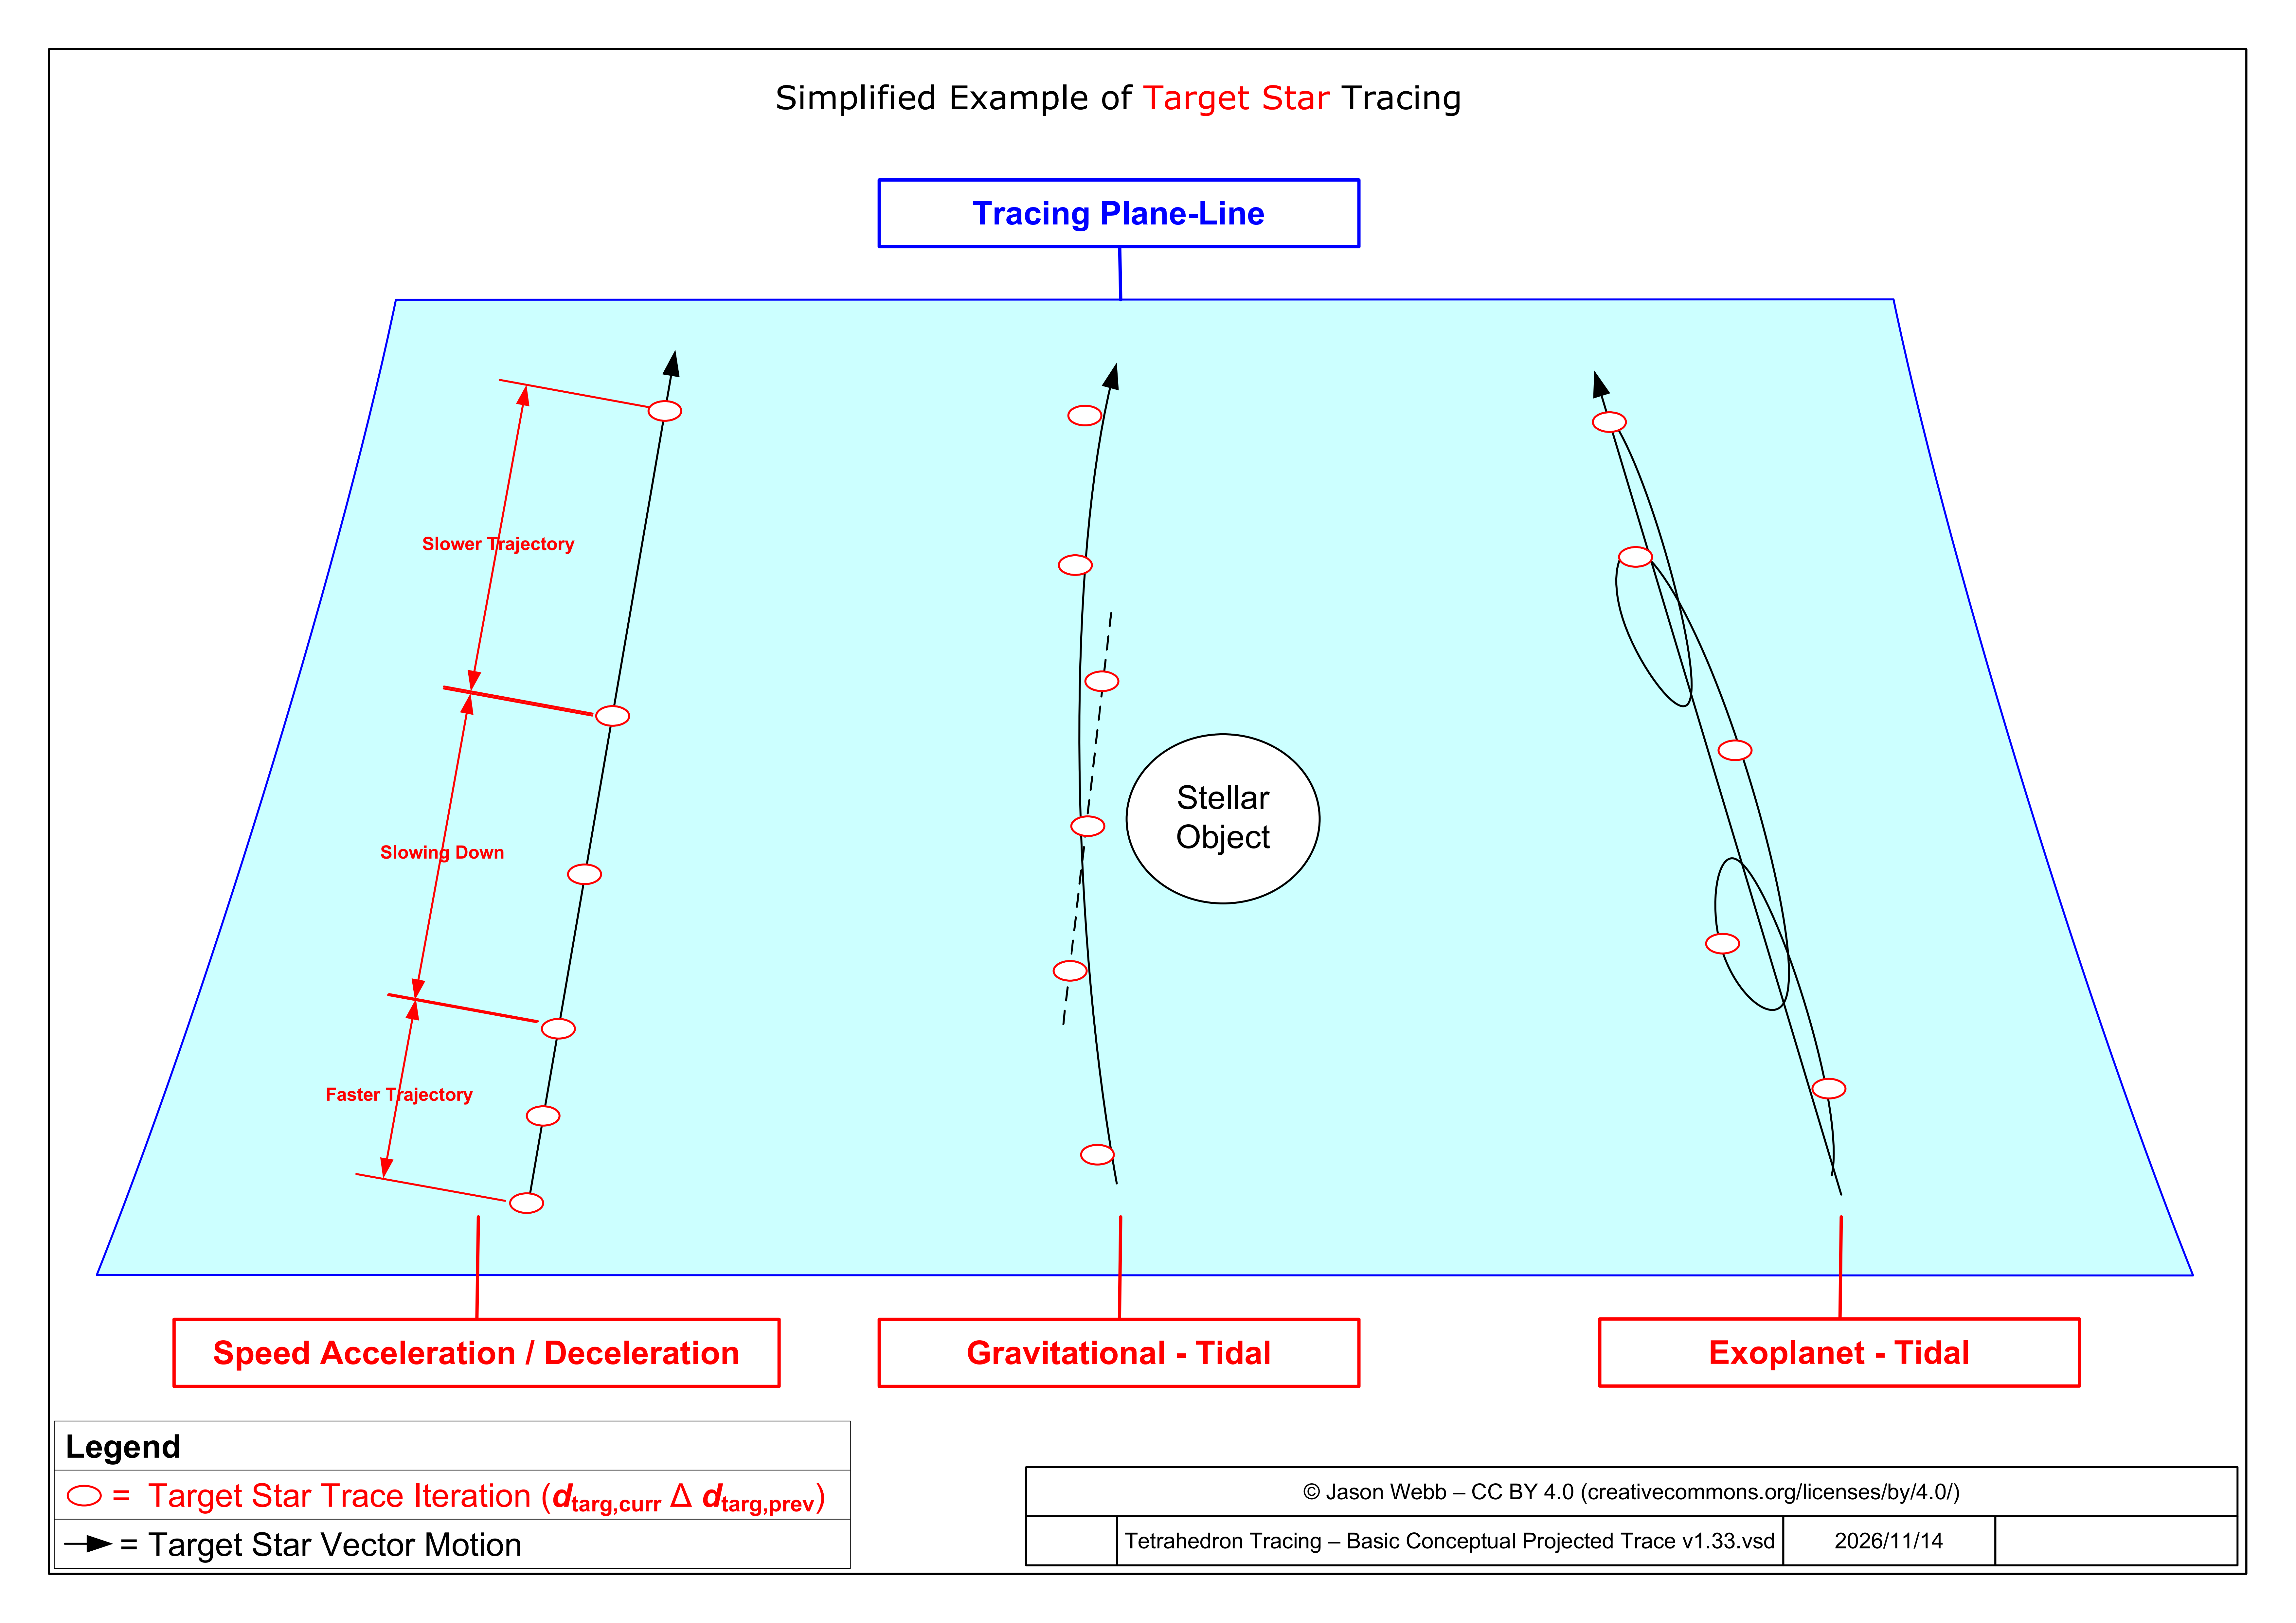 Simplified Example of Target Star Tracing
Tracing Plane-Line
Slower Trajectory
Stellar
Object
Slowing Down
Faster Trajectory
Speed Acceleration / Deceleration
Gravitational - Tidal
Exoplanet - Tidal
Legend
= Target Star Trace Iteration (dtarg,curr Δ dtarg,prev)
= Target Star Vector Motion
© Jason Webb – CC BY 4.0 (creativecommons.org/licenses/by/4.0/)
Tetrahedron Tracing – Basic Conceptual Projected Trace v1.33.vsd
2026/11/14